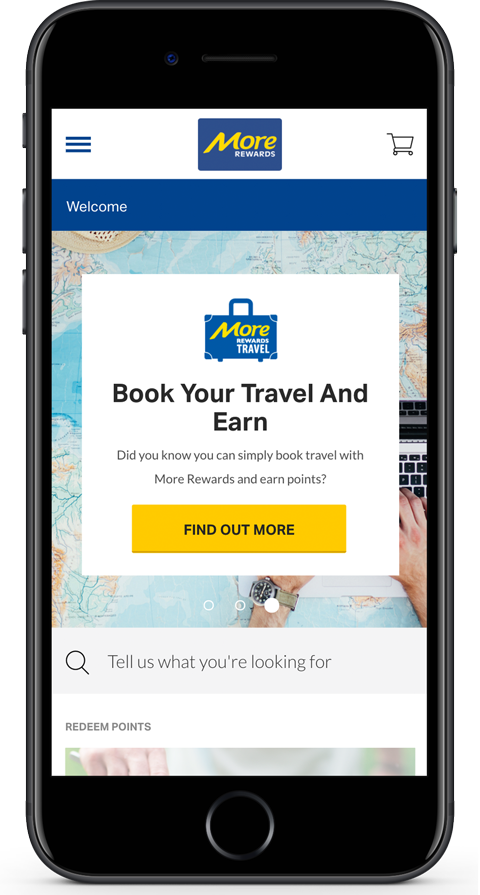 More
REWARDS
Welcome
More
REWARDS
TRAVEL
Book Your Travel And
Earn
Did you know you can simply book travel with
More Rewards and earn points?
FIND OUT MORE
Tell us what you're looking for
REDEEM POINTS